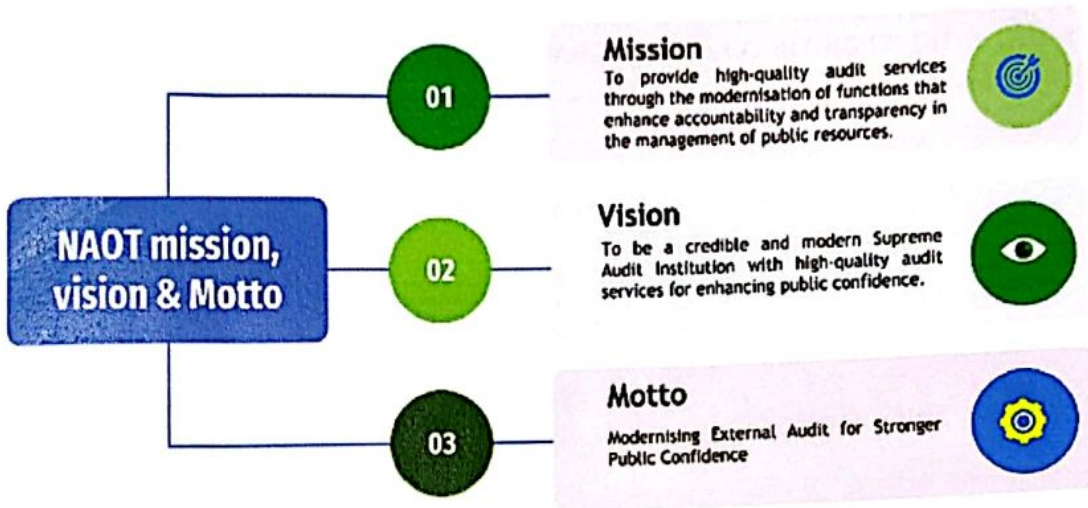 NAOT mission,
vision & Motto
01
Mission
To provide high-quality audit services
through the modernisation of functions that
enhance accountability and transparency in
the management of public resources.
02
Vision
To be a credible and modern Supreme
Audit Institution with high-quality audit
services for enhancing public confidence.
03
Motto
Modernising External Audit for Stronger
Public Confidence